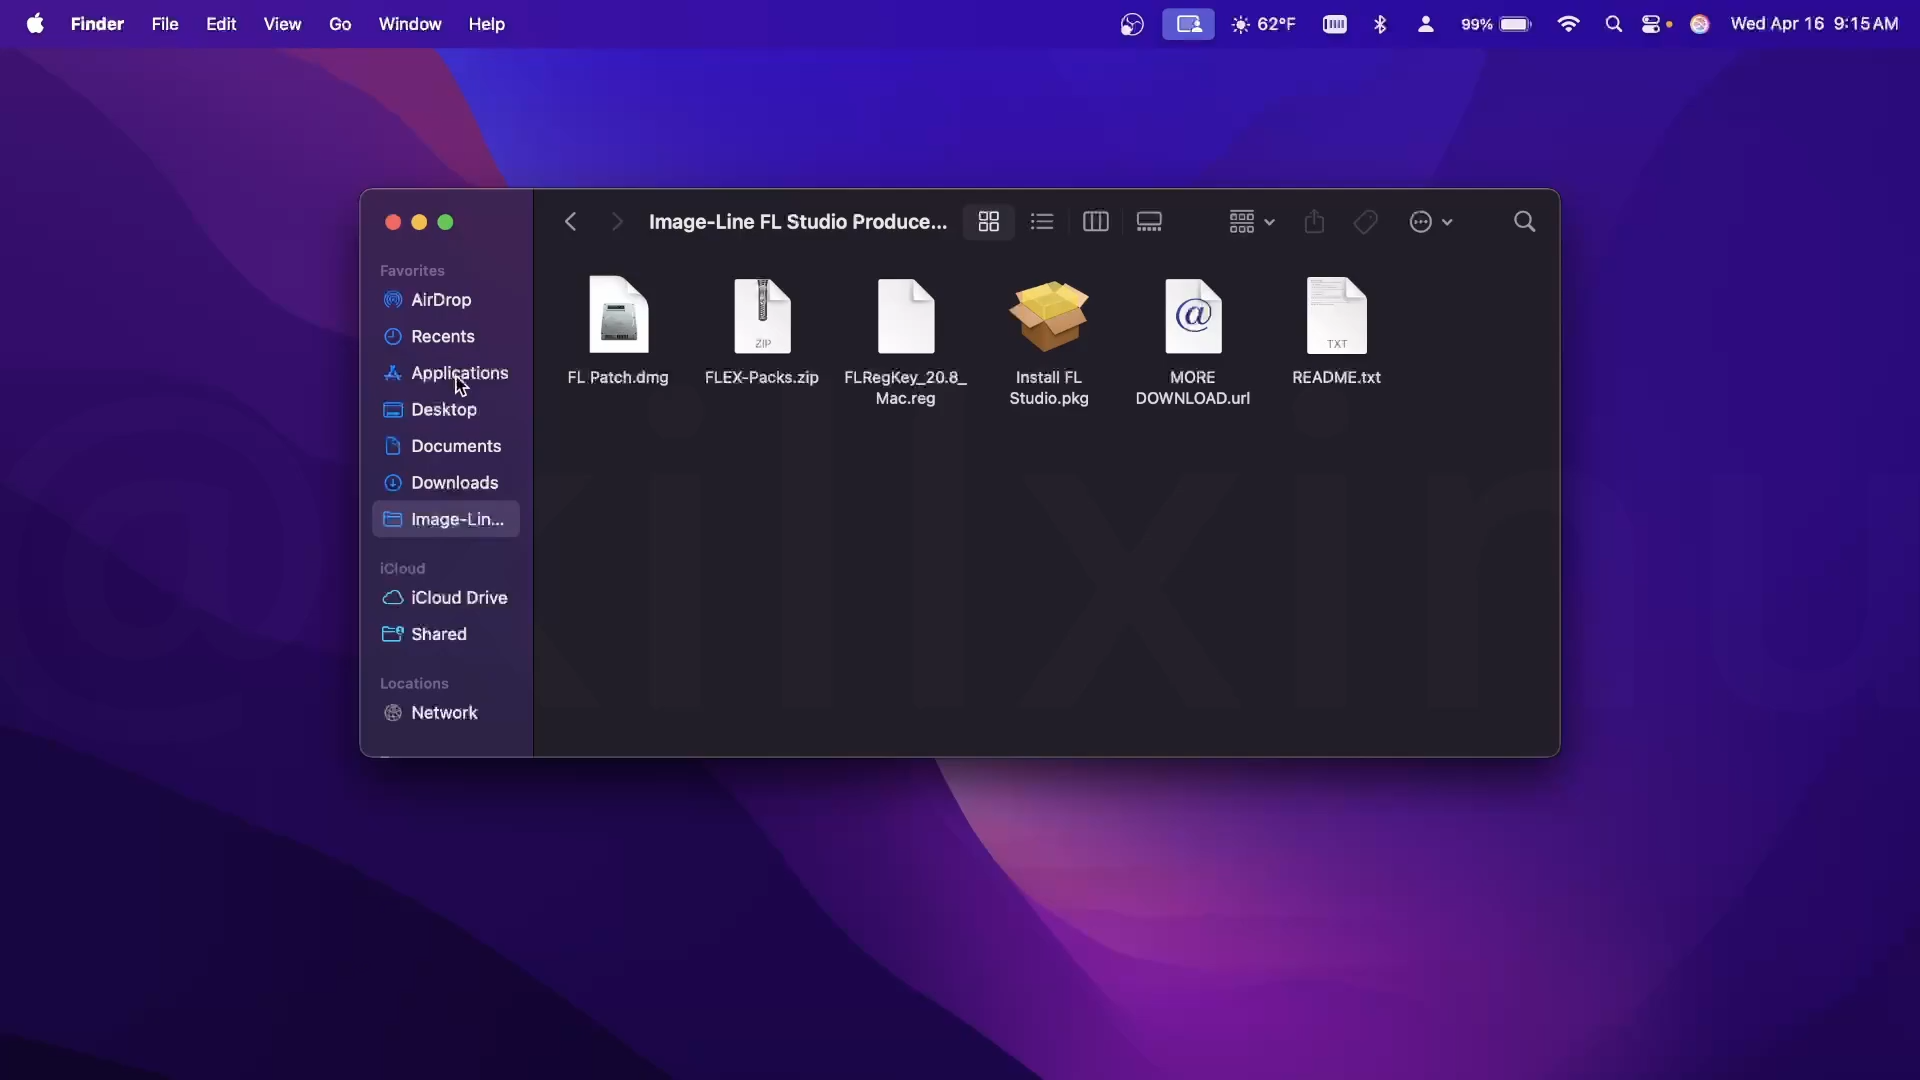 Finder File Edit View Go Window Help 62°F 99% Wed Apr 16 9:15 AM
Image-Line FL Studio Produce...
Favorites
AirDrop
Recents
Applications
Desktop
Documents
Downloads
Image-Lin...
iCloud
iCloud Drive
Shared
Locations
Network
ZIP
@
TXT
FL Patch.dmg
FLEX-Packs.zip
FLRegKey_20.8_
Mac.reg
Install FL
Studio.pkg
MORE
DOWNLOAD.url
README.txt